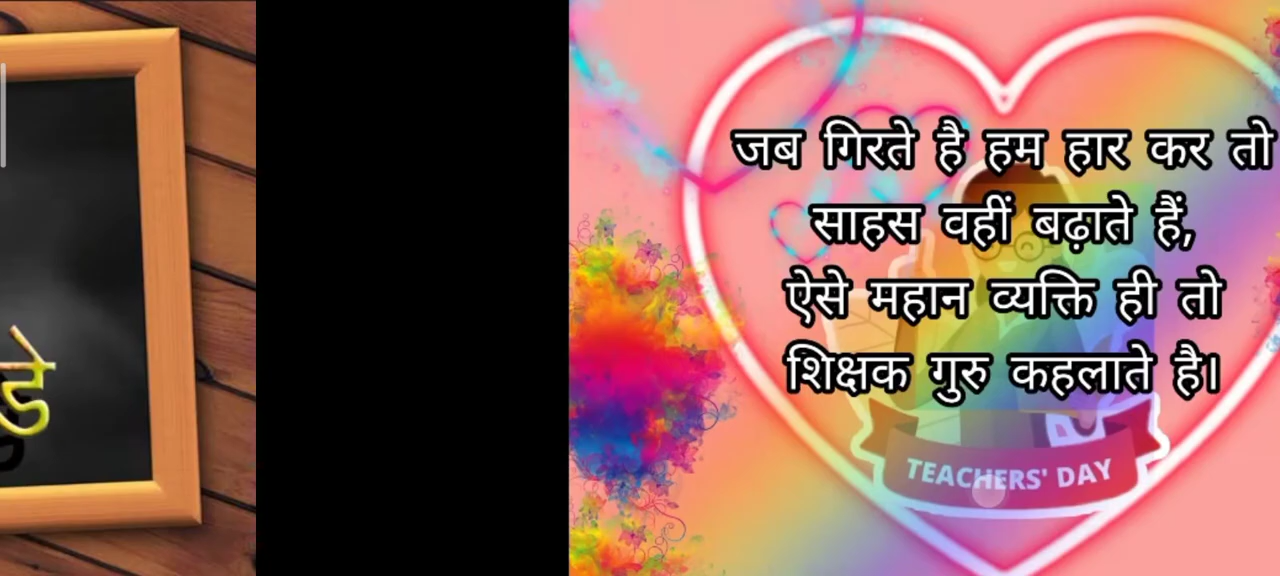 डे
जब गिरते है हम हार कर तो
साहस वहीं बढ़ाते हैं,
ऐसे महान व्यक्ति ही तो
शिक्षक गुरु कहलाते है।
TEACHERS' DAY